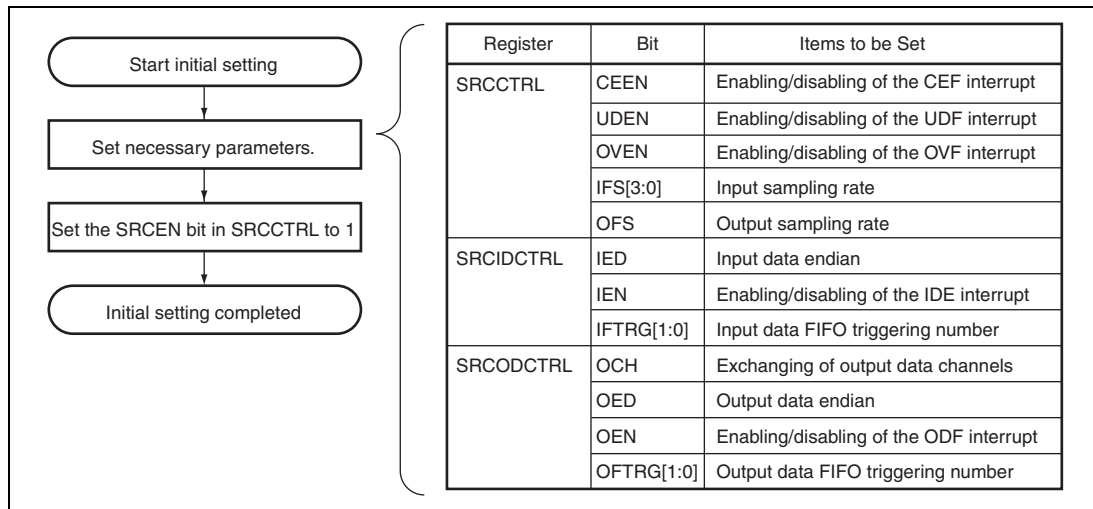 Start initial setting
Set necessary parameters.
Set the SRCEN bit in SRCCTRL to 1
Initial setting completed
Register Bit Items to be Set
SRCCTRL CEEN Enabling/disabling of the CEF interrupt
UDEN Enabling/disabling of the UDF interrupt
OVEN Enabling/disabling of the OVF interrupt
IFS[3:0] Input sampling rate
OFS Output sampling rate
SRCIDCTRL IED Input data endian
IEN Enabling/disabling of the IDE interrupt
IFTRG[1:0] Input data FIFO triggering number
SRCODCTRL OCH Exchanging of output data channels
OED Output data endian
OEN Enabling/disabling of the ODF interrupt
OFTRG[1:0] Output data FIFO triggering number